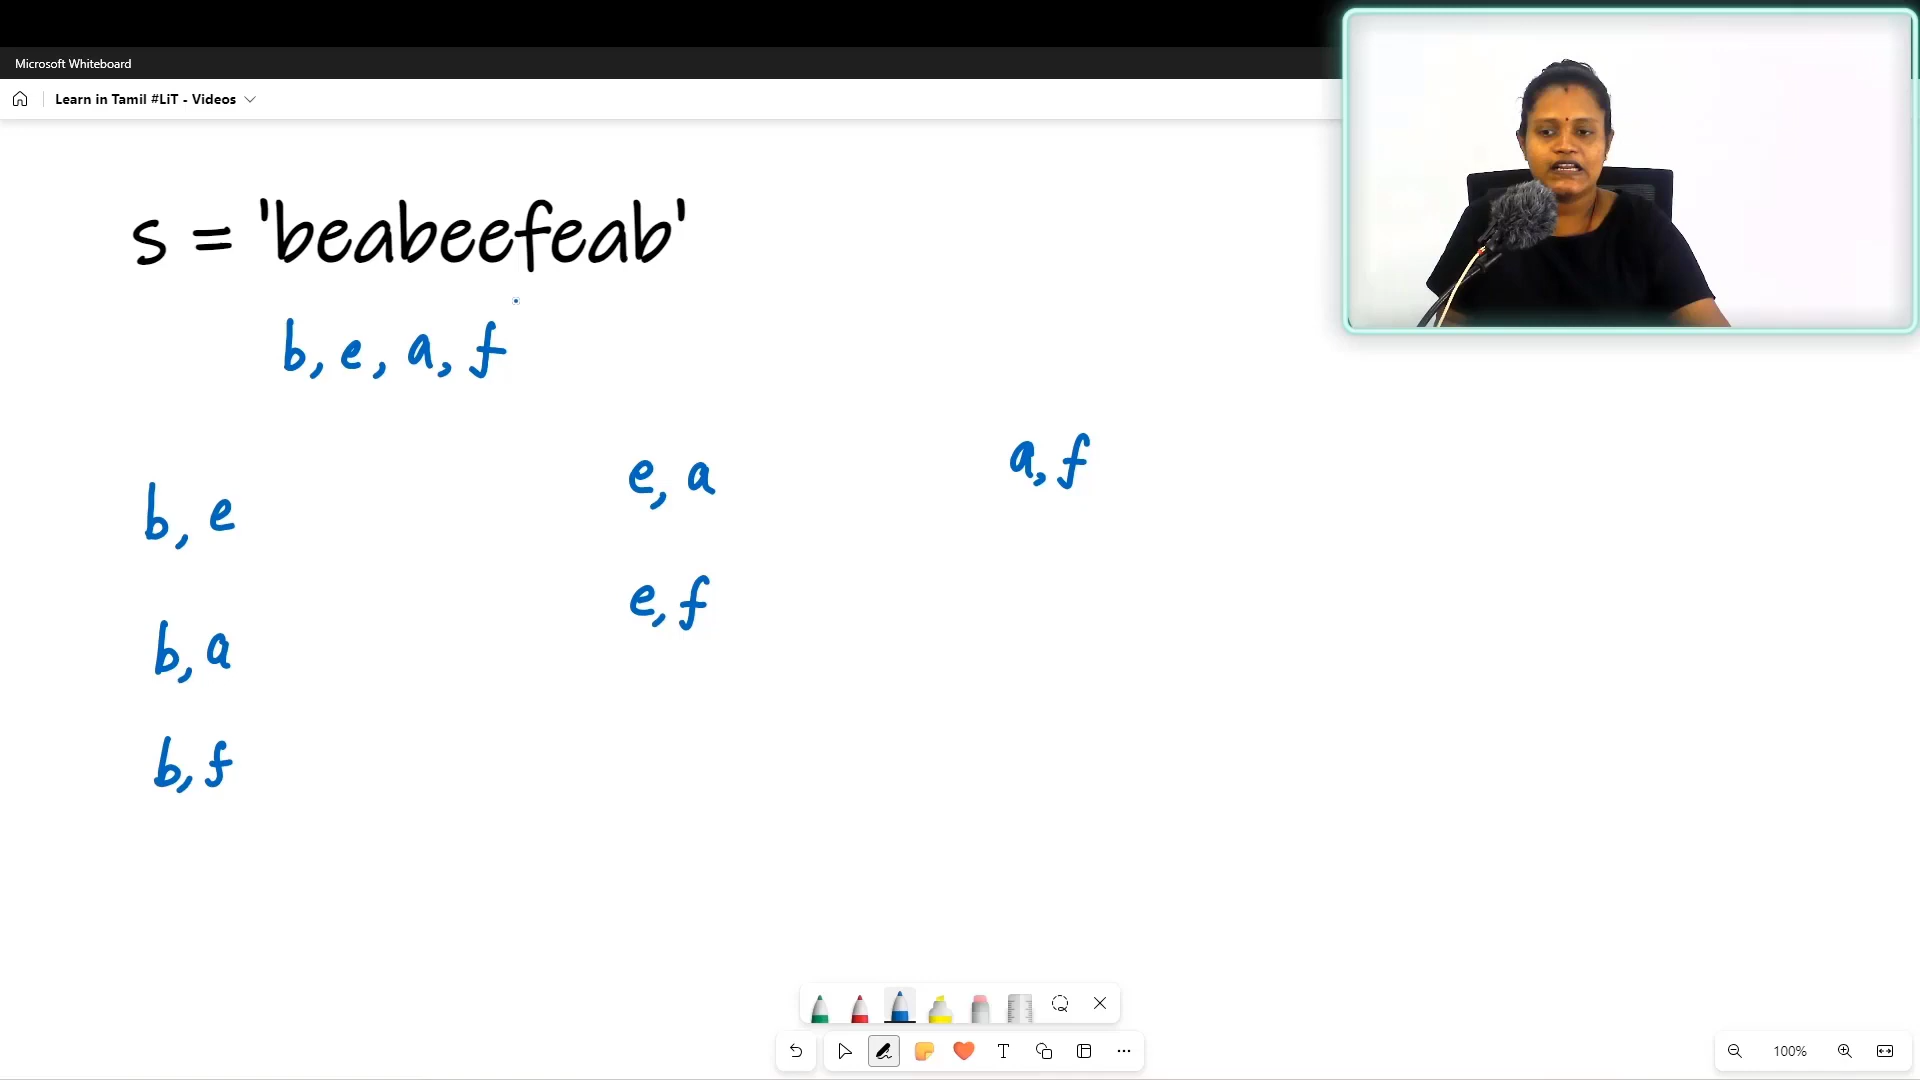 Microsoft Whiteboard
Learn in Tamil #LiT - Videos
s = 'beabeefeab'
b, e, a, f
b, e
b, a
b, f
e, a
e, f
a, f
100%